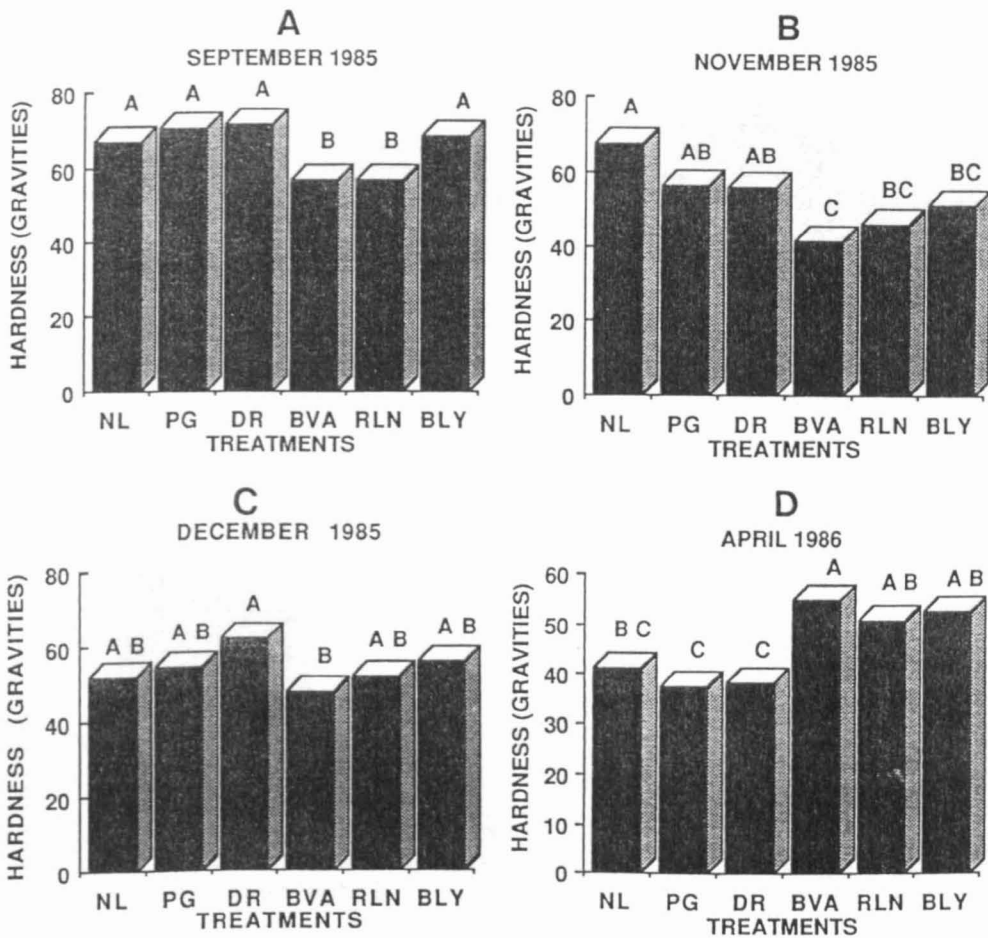 A
SEPTEMBER 1985
HARDNESS (GRAVITIES)
80
60
40
20
0
A A A B B A
NL PG DR BVA RLN BLY
TREATMENTS
B
NOVEMBER 1985
HARDNESS (GRAVITIES)
80
60
40
20
0
A AB AB C BC BC
NL PG DR BVA RLN BLY
TREATMENTS
C
DECEMBER 1985
HARDNESS (GRAVITIES)
80
60
40
20
0
A B A B A B A B A B
NL PG DR BVA RLN BLY
TREATMENTS
D
APRIL 1986
HARDNESS (GRAVITIES)
60
50
40
30
20
10
0
B C C C A A B A B
NL PG DR BVA RLN BLY
TREATMENTS